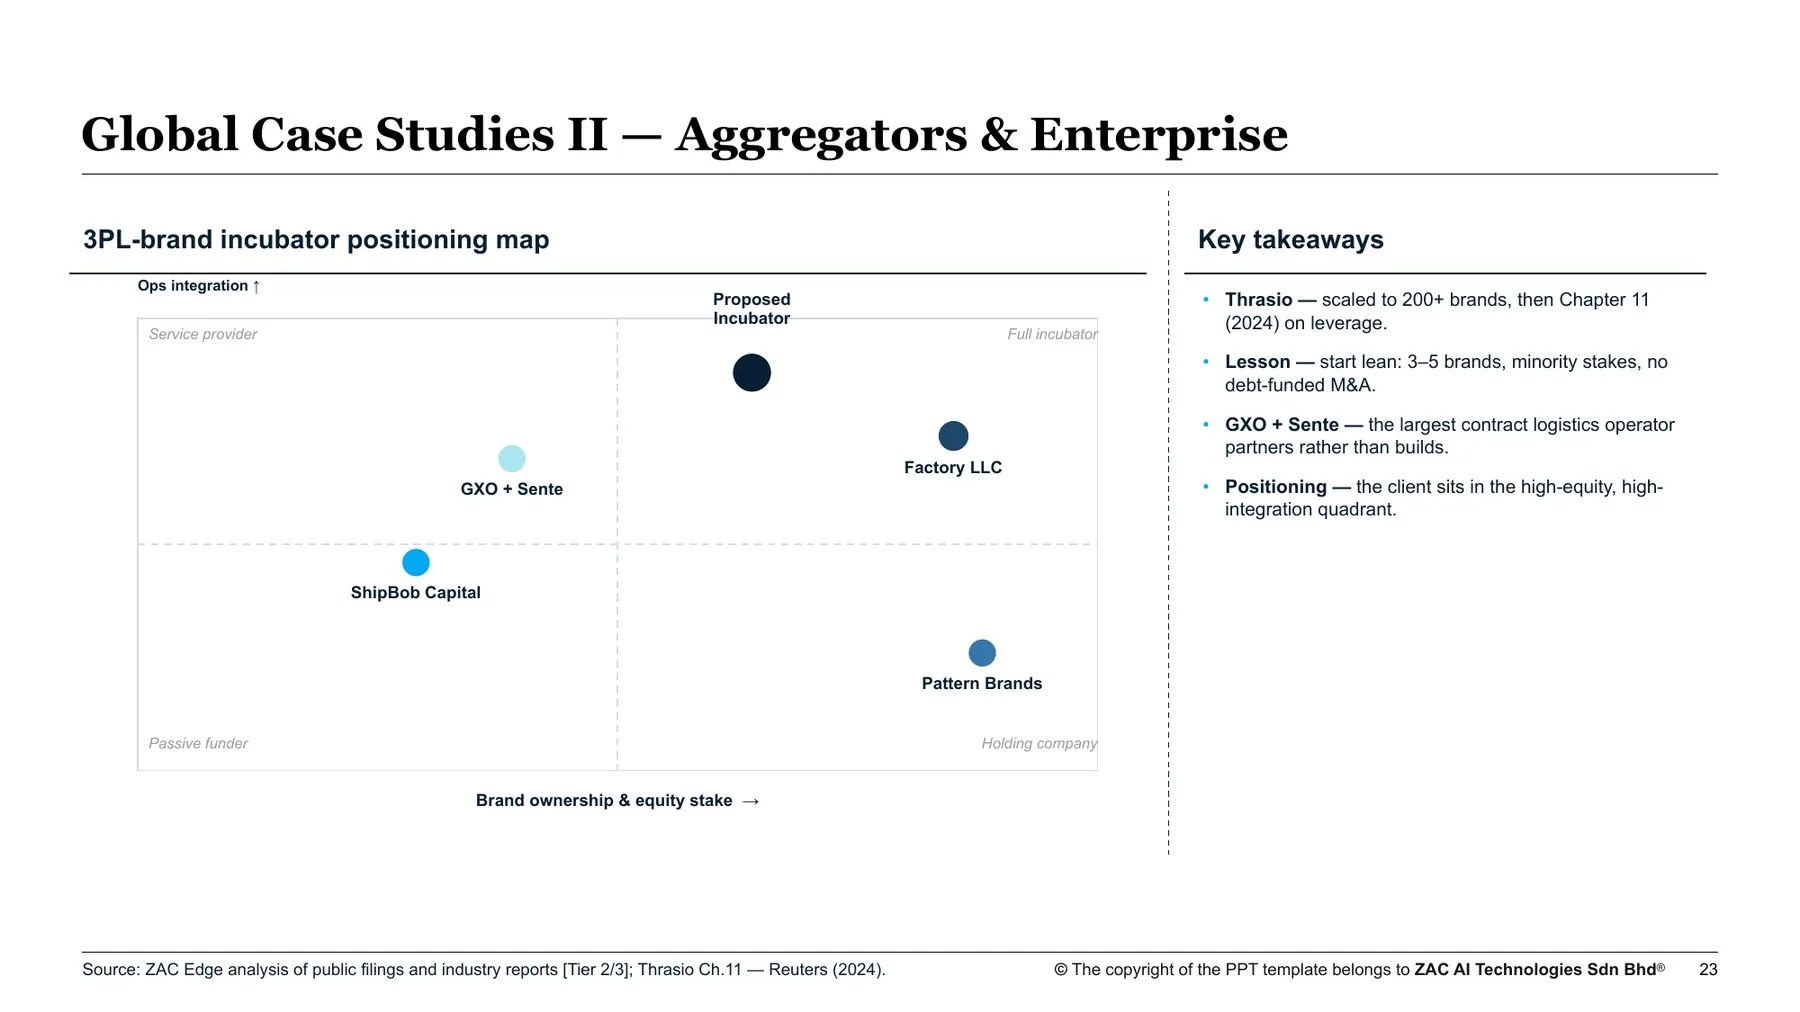 Global Case Studies II — Aggregators & Enterprise
3PL-brand incubator positioning map
Ops integration ↑
Proposed
Incubator
Service provider
Full incubator
Factory LLC
GXO + Sente
ShipBob Capital
Pattern Brands
Passive funder
Holding company
Brand ownership & equity stake →
Key takeaways
• Thrasio — scaled to 200+ brands, then Chapter 11
(2024) on leverage.
• Lesson — start lean: 3–5 brands, minority stakes, no
debt-funded M&A.
• GXO + Sente — the largest contract logistics operator
partners rather than builds.
• Positioning — the client sits in the high-equity, high-
integration quadrant.
Source: ZAC Edge analysis of public filings and industry reports [Tier 2/3]; Thrasio Ch.11 — Reuters (2024).
© The copyright of the PPT template belongs to ZAC AI Technologies Sdn Bhd®
23